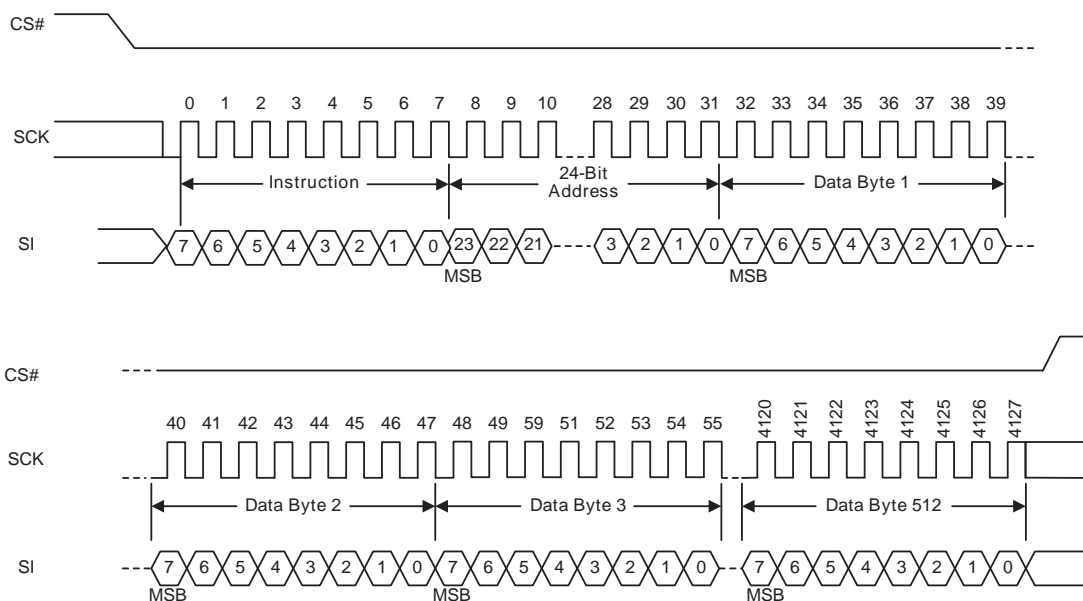 CS#
0 1 2 3 4 5 6 7 8 9 10 28 29 30 31 32 33 34 35 36 37 38 39
SCK
Instruction 24-Bit Address Data Byte 1
SI 7 6 5 4 3 2 1 0 23 22 21 3 2 1 0 7 6 5 4 3 2 1 0
MSB MSB
CS#
40 41 42 43 44 45 46 47 48 49 59 51 52 53 54 55 4120 4121 4122 4123 4124 4125 4126 4127
SCK
Data Byte 2 Data Byte 3 Data Byte 512
SI 7 6 5 4 3 2 1 0 7 6 5 4 3 2 1 0 7 6 5 4 3 2 1 0
MSB MSB MSB